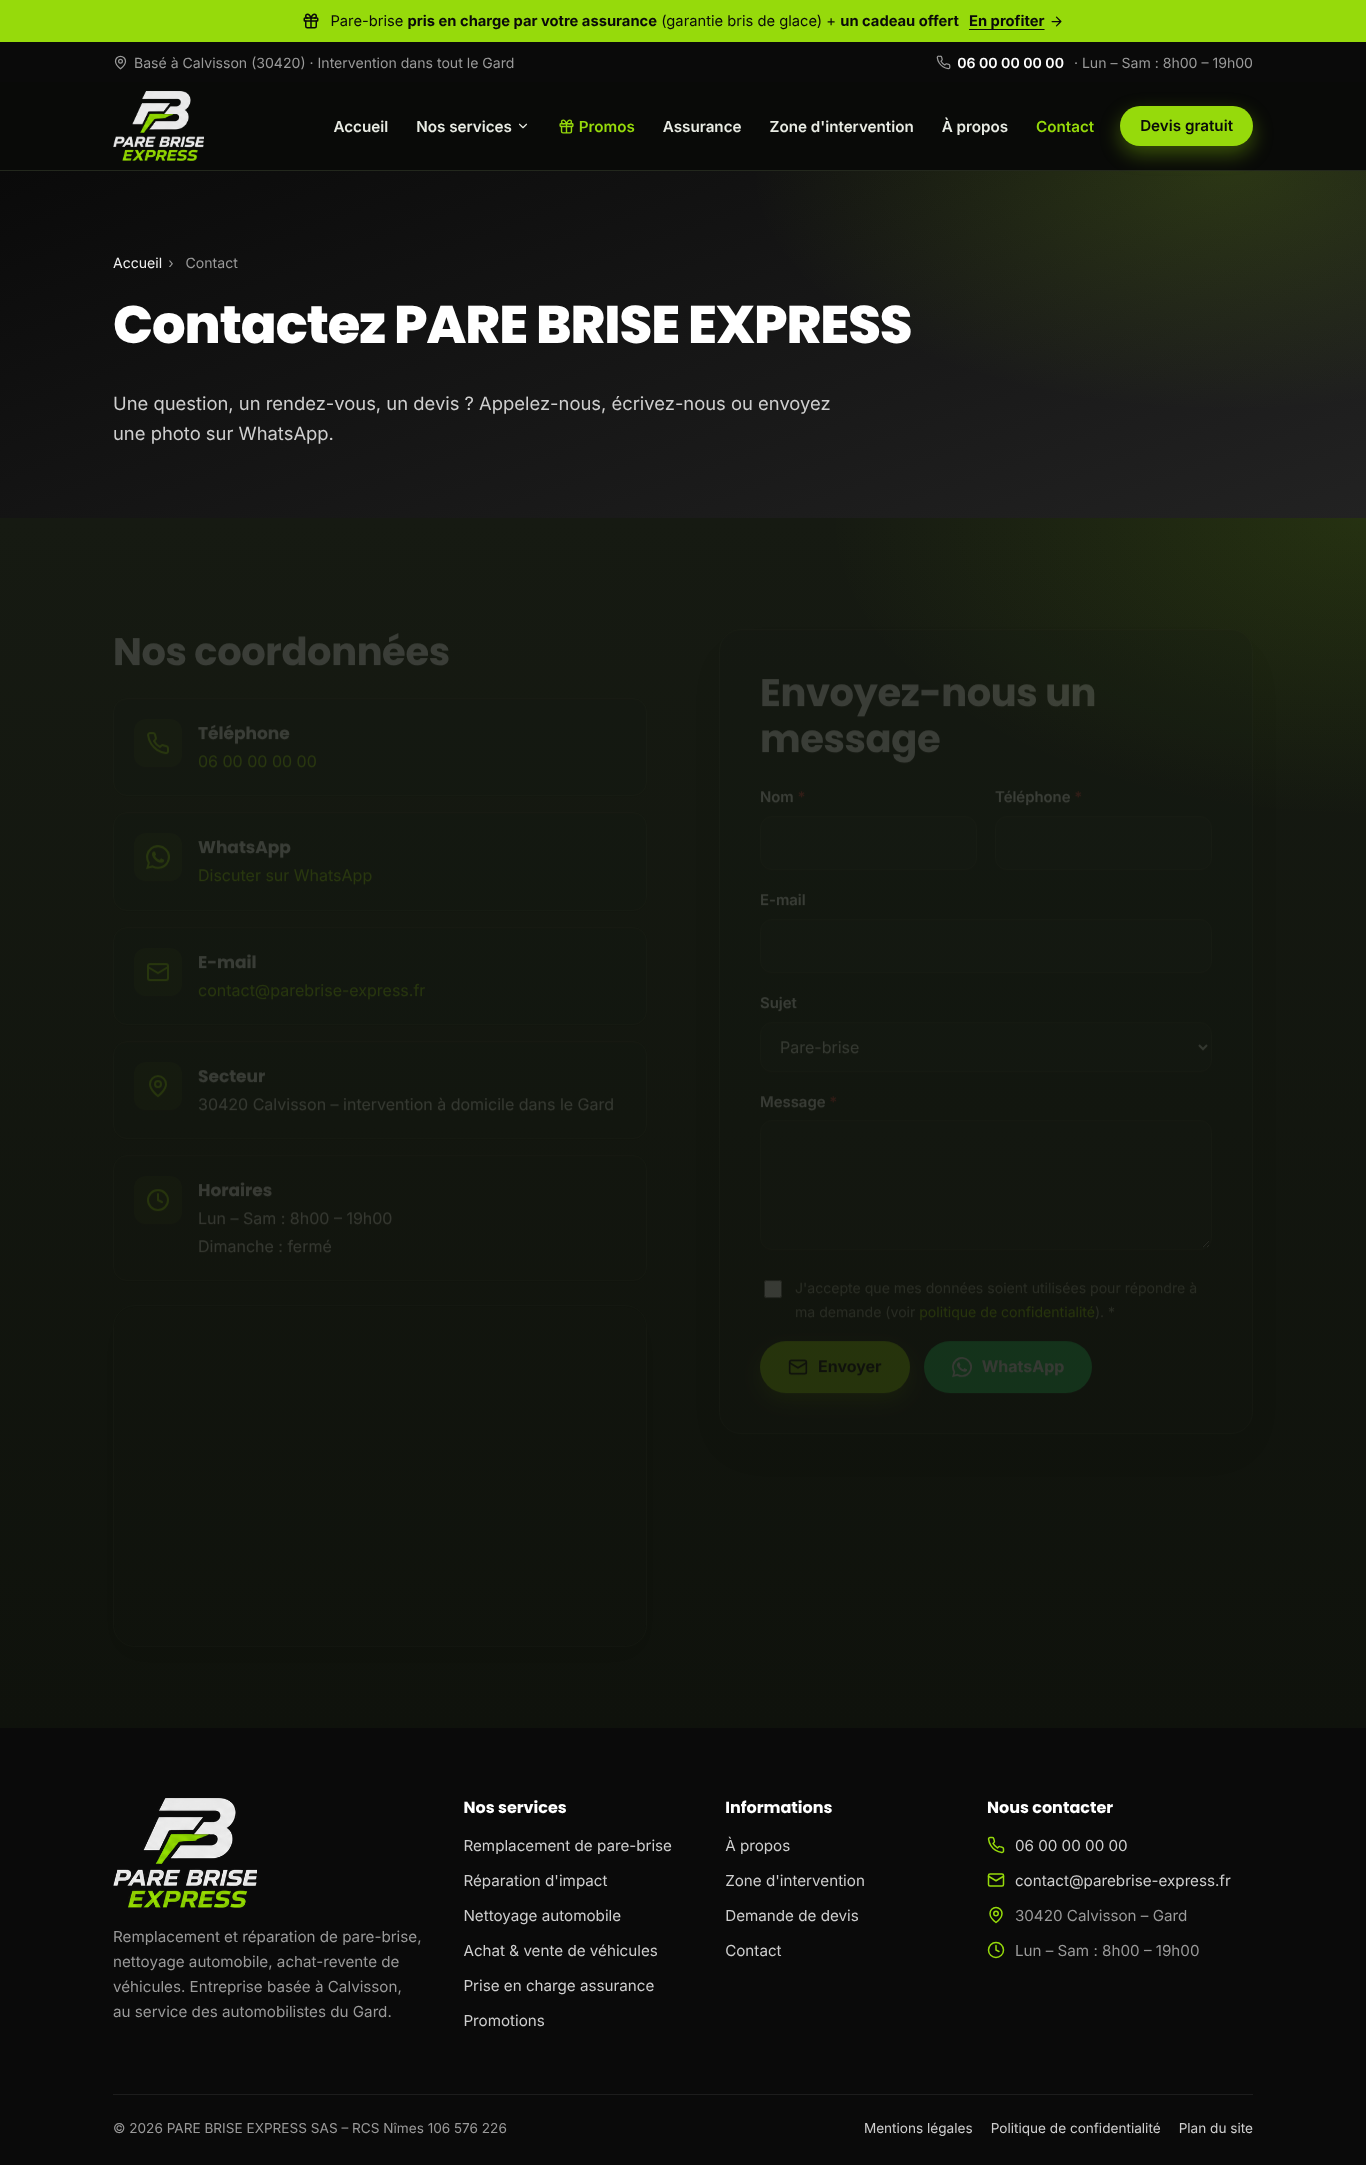 Pare-brise pris en charge par votre assurance (garantie bris de glace) + un cadeau offert En profiter →
Basé à Calvisson (30420) · Intervention dans tout le Gard
06 00 00 00 00 · Lun – Sam : 8h00 – 19h00
PARE BRISE
EXPRESS
Accueil
Nos services
Promos
Assurance
Zone d'intervention
À propos
Contact
Devis gratuit
Accueil › Contact
Contactez PARE BRISE EXPRESS
Une question, un rendez-vous, un devis ? Appelez-nous, écrivez-nous ou envoyez
une photo sur WhatsApp.
Nos coordonnées
Téléphone
06 00 00 00 00
WhatsApp
Discuter sur WhatsApp
E-mail
contact@parebrise-express.fr
Secteur
30420 Calvisson – intervention à domicile dans le Gard
Horaires
Lun – Sam : 8h00 – 19h00
Dimanche : fermé
Envoyez-nous un
message
Nom *
Téléphone *
E-mail
Sujet
Pare-brise
Message *
J'accepte que mes données soient utilisées pour répondre à
ma demande (voir politique de confidentialité). *
Envoyer
WhatsApp
PARE BRISE
EXPRESS
Remplacement et réparation de pare-brise,
nettoyage automobile, achat-revente de
véhicules. Entreprise basée à Calvisson,
au service des automobilistes du Gard.
Nos services
Remplacement de pare-brise
Réparation d'impact
Nettoyage automobile
Achat & vente de véhicules
Prise en charge assurance
Promotions
Informations
À propos
Zone d'intervention
Demande de devis
Contact
Nous contacter
06 00 00 00 00
contact@parebrise-express.fr
30420 Calvisson – Gard
Lun – Sam : 8h00 – 19h00
© 2026 PARE BRISE EXPRESS SAS – RCS Nîmes 106 576 226
Mentions légales
Politique de confidentialité
Plan du site